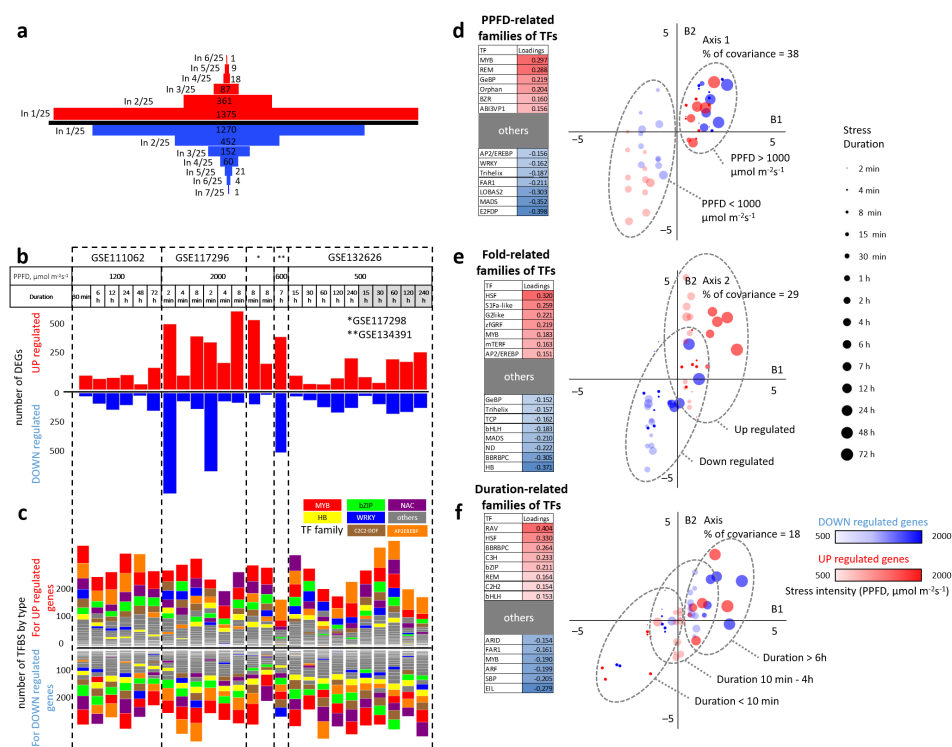 a
In 6/25 1
In 5/25 9
In 4/25 18
In 3/25 87
In 2/25 361
In 1/25 1375
In 1/25 1270
In 2/25 452
In 3/25 152
In 4/25 60
In 5/25 21
In 6/25 4
In 7/25 1
b
GSE111062 GSE117296 * ** GSE132626
PPFD, µmol m⁻²s⁻¹ 1200 2000 600 500
Duration 30 min 6 h 12 h 24 h 48 h 72 h 2 min 4 min 8 min 2 min 4 min 8 min 8 min 8 min 7 h 15 h 30 h 60 h 120 h 240 h 15 h 30 h 60 h 120 h 240 h
*GSE117298
**GSE134391
number of DEGs
UP regulated
DOWN regulated
500
250
0
250
500
c
MYB bZIP NAC
HB WRKY others
TF family C2C2-DOF AP2EREBP
number of TFBS by type
For UP regulated genes
For DOWN regulated genes
200
100
0
100
200
d
PPFD-related
families of TFs
TF Loadings
MYB 0.297
REM 0.288
GeBP 0.219
Orphan 0.204
BZR 0.160
ABI3VP1 0.156
others
AP2/EREBP -0.156
WRKY -0.162
Trihelix -0.187
FAR1 -0.211
LOBAS2 -0.303
MADS -0.352
E2FDP -0.398
5 B2
Axis 1
% of covariance = 38
B1
−5 5
PPFD > 1000
µmol m⁻²s⁻¹
PPFD < 1000
µmol m⁻²s⁻¹
−5
Stress
Duration
2 min
4 min
8 min
15 min
30 min
1 h
2 h
4 h
6 h
7 h
12 h
24 h
48 h
72 h
e
Fold-related
families of TFs
TF Loadings
HSF 0.320
S1Fa-like 0.259
G2like 0.221
zfGRF 0.219
MYB 0.183
mTERF 0.163
AP2/EREBP 0.151
others
GeBP -0.152
Trihelix -0.157
TCP -0.162
bHLH -0.183
MADS -0.210
ND -0.222
BBRBPC -0.305
HB -0.371
5 B2
Axis 2
% of covariance = 29
B1
−5 5
Up regulated
Down regulated
−5
f
Duration-related
families of TFs
TF Loadings
RAV 0.404
HSF 0.330
BBRBPC 0.264
C3H 0.233
bZIP 0.211
REM 0.164
C2H2 0.154
bHLH 0.153
others
ARID -0.154
FAR1 -0.161
MYB -0.190
ARF -0.199
SBP -0.205
EIL -0.279
5 B2
Axis
% of covariance = 18
B1
−5 5
Duration > 6h
Duration 10 min - 4h
Duration < 10 min
−5
DOWN regulated genes
500 2000
UP regulated genes
500 2000
Stress intensity (PPFD, µmol m⁻²s⁻¹)